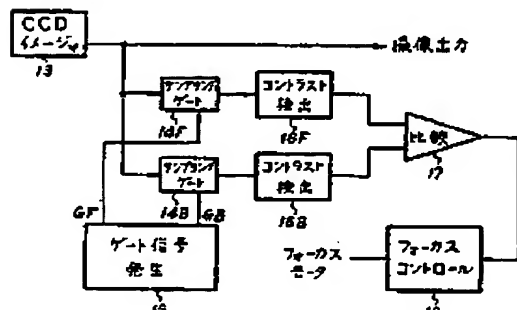 CCD
イメージャ
13
撮像出力
サンプリング
ゲート
14F
コントラスト
検出
16F
比較
17
サンプリング
ゲート
14B
コントラスト
検出
GF
GB
ゲート信号
発生
フォーカス
モータ
フォーカス
コントロール